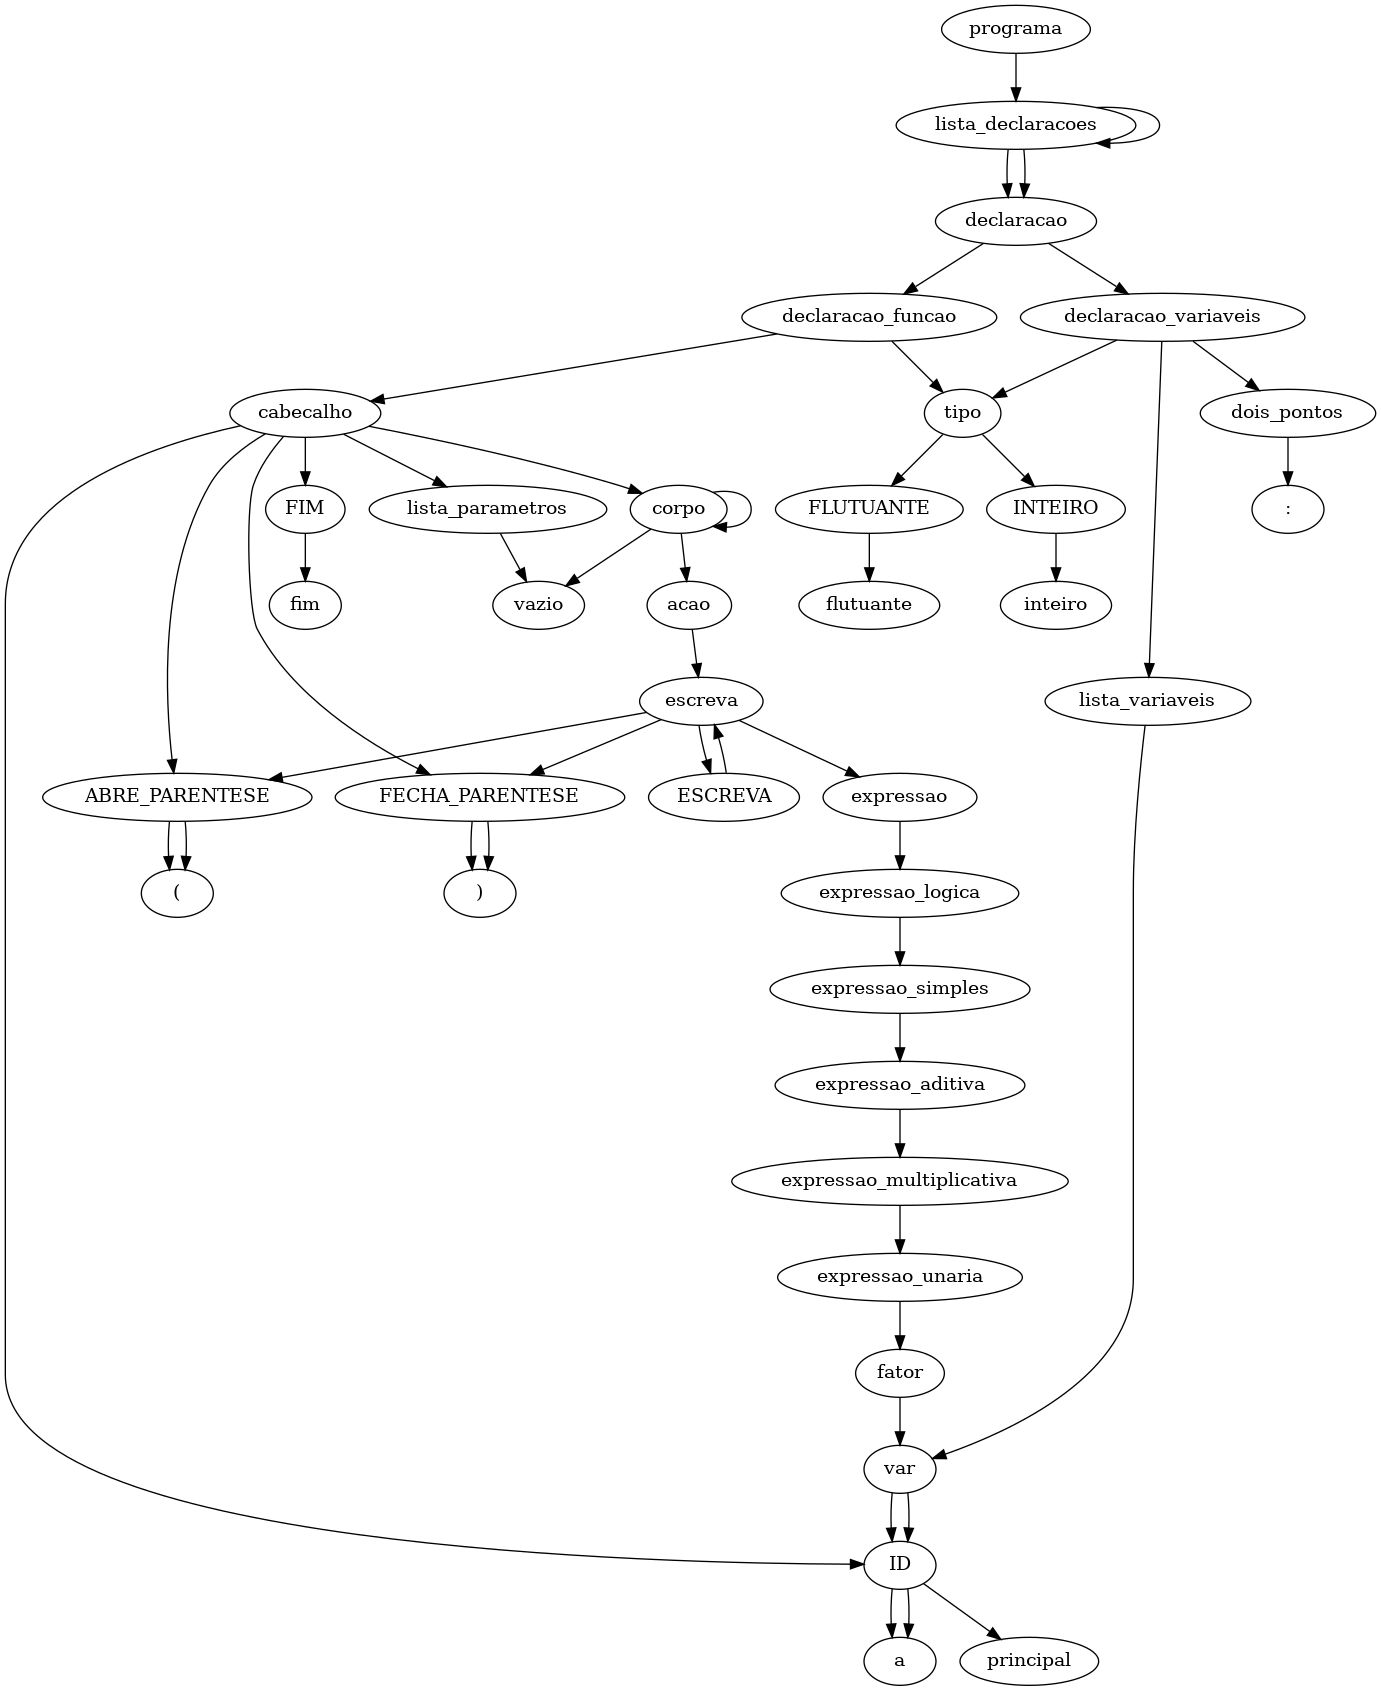 programa
lista_declaracoes
declaracao
declaracao_funcao
declaracao_variaveis
cabecalho
tipo
dois_pontos
FIM
lista_parametros
corpo
FLUTUANTE
INTEIRO
:
fim
vazio
acao
flutuante
inteiro
escreva
lista_variaveis
ABRE_PARENTESE
FECHA_PARENTESE
ESCREVA
expressao
(
)
expressao_logica
expressao_simples
expressao_aditiva
expressao_multiplicativa
expressao_unaria
fator
var
ID
a
principal